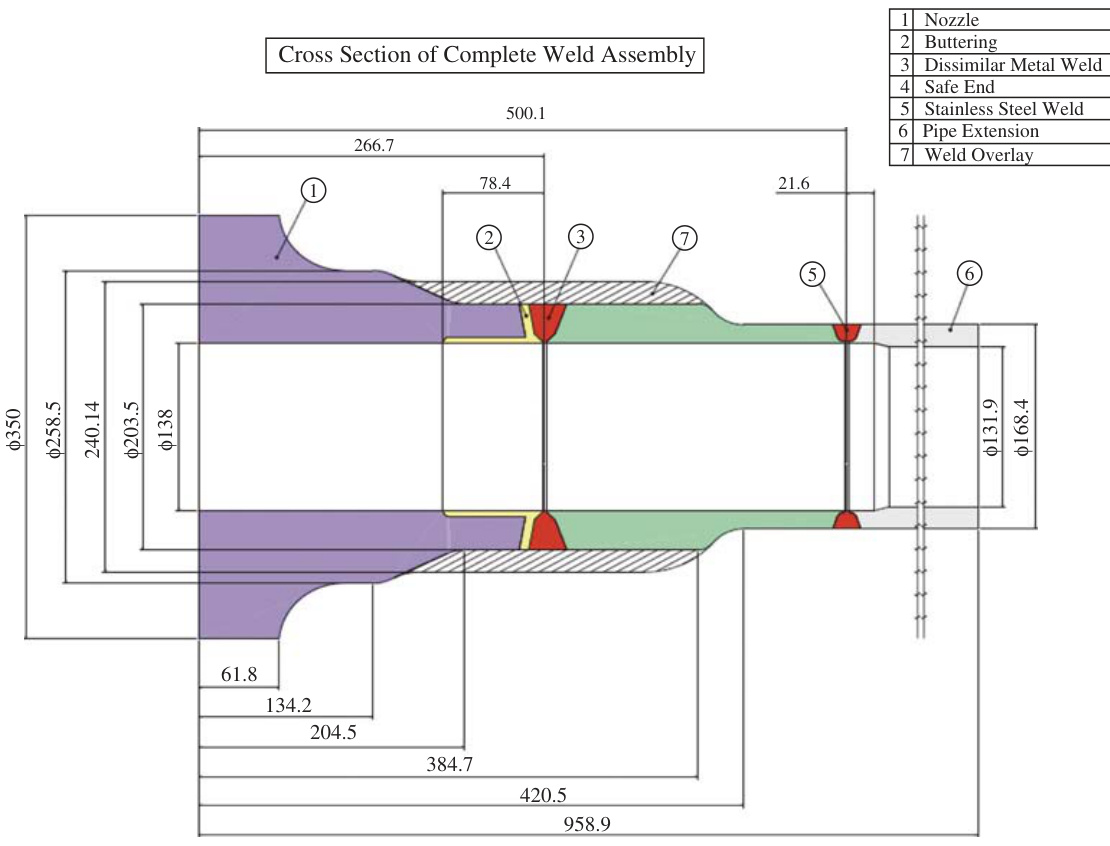 1 Nozzle
2 Buttering
3 Dissimilar Metal Weld
4 Safe End
5 Stainless Steel Weld
6 Pipe Extension
7 Weld Overlay
Cross Section of Complete Weld Assembly
500.1
266.7
78.4
21.6
1
2
3
7
5
6
ϕ350
ϕ258.5
240.14
ϕ203.5
ϕ138
ϕ131.9
ϕ168.4
61.8
134.2
204.5
384.7
420.5
958.9